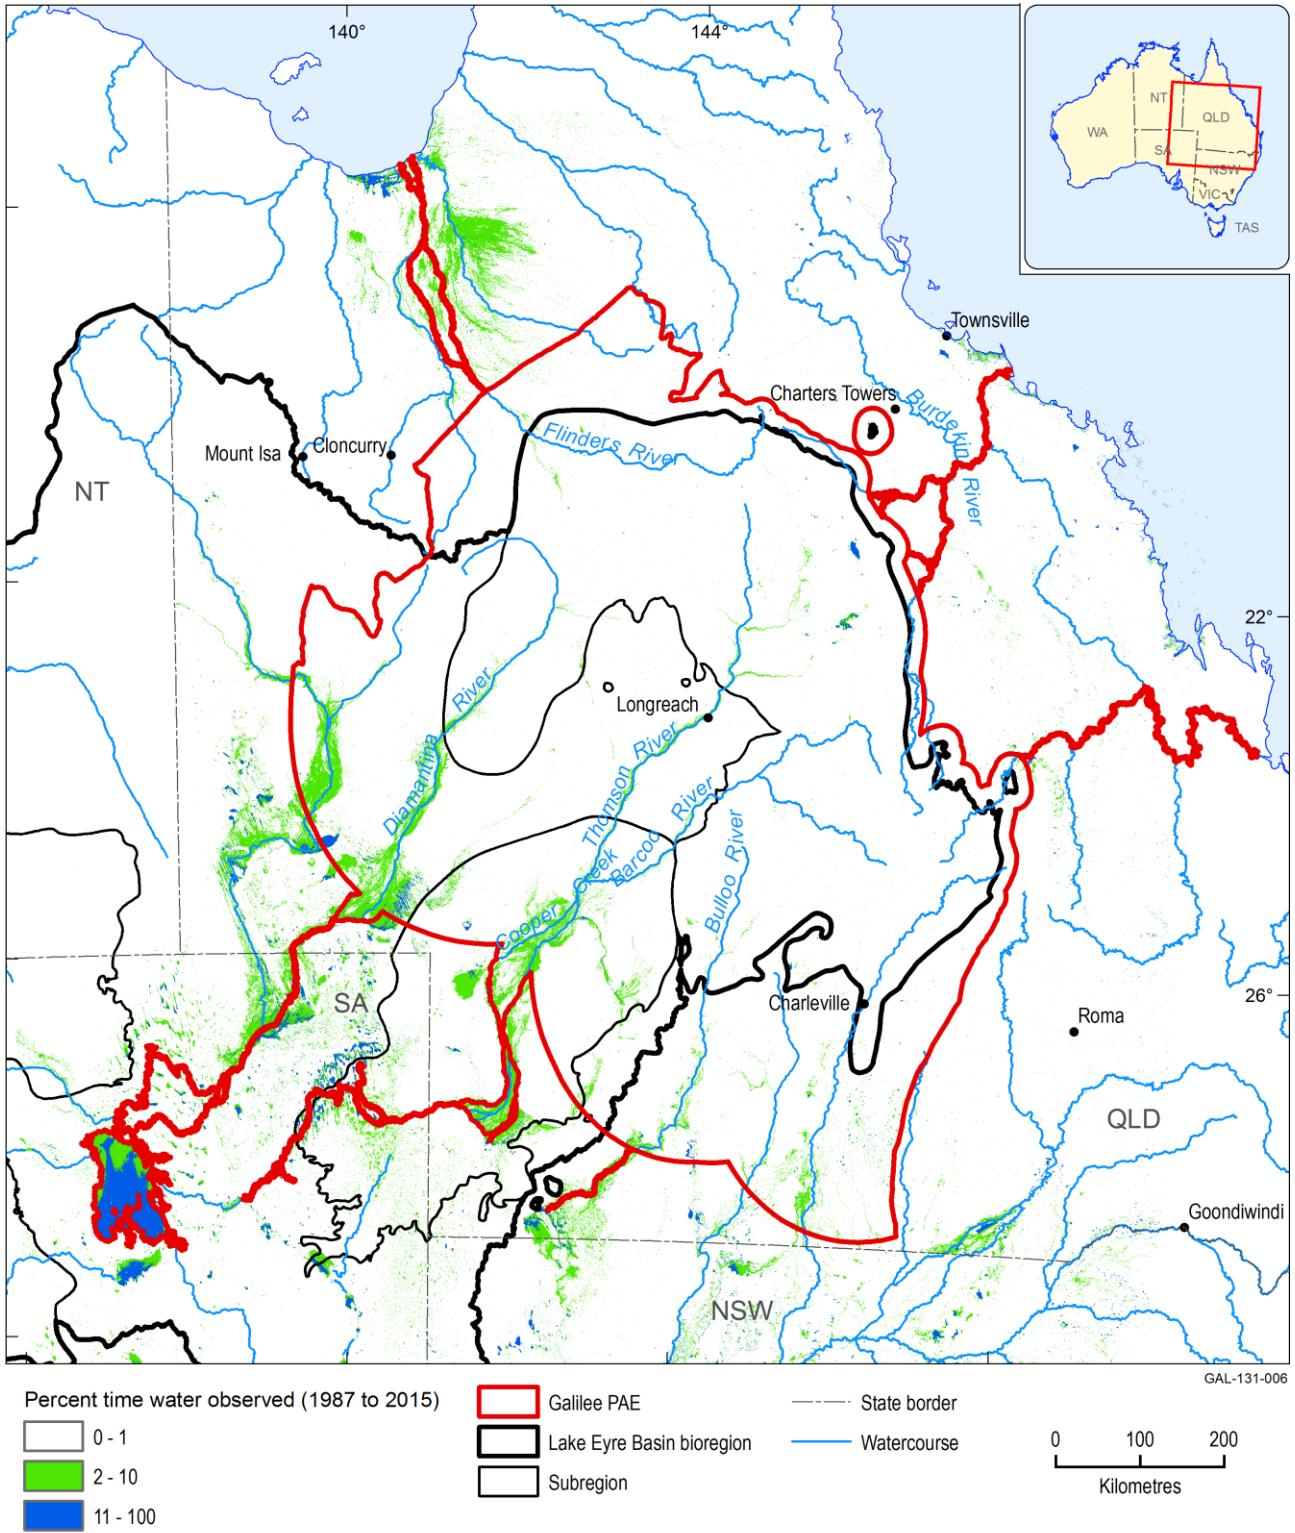 140°
144°
NT
QLD
WA
SA
NSW
VIC
TAS
Townsville
Charters Towers
Burdekin
River
Flinders River
Mount Isa
Cloncurry
NT
22°
River
Diamantina
Longreach
Thomson River
Barcoo River
Cooper Creek
Bulloo River
SA
Charleville
26°
Roma
QLD
Goondiwindi
NSW
GAL-131-006
Percent time water observed (1987 to 2015)
0 - 1
2 - 10
11 - 100
Galilee PAE
Lake Eyre Basin bioregion
Subregion
State border
Watercourse
0 100 200
Kilometres